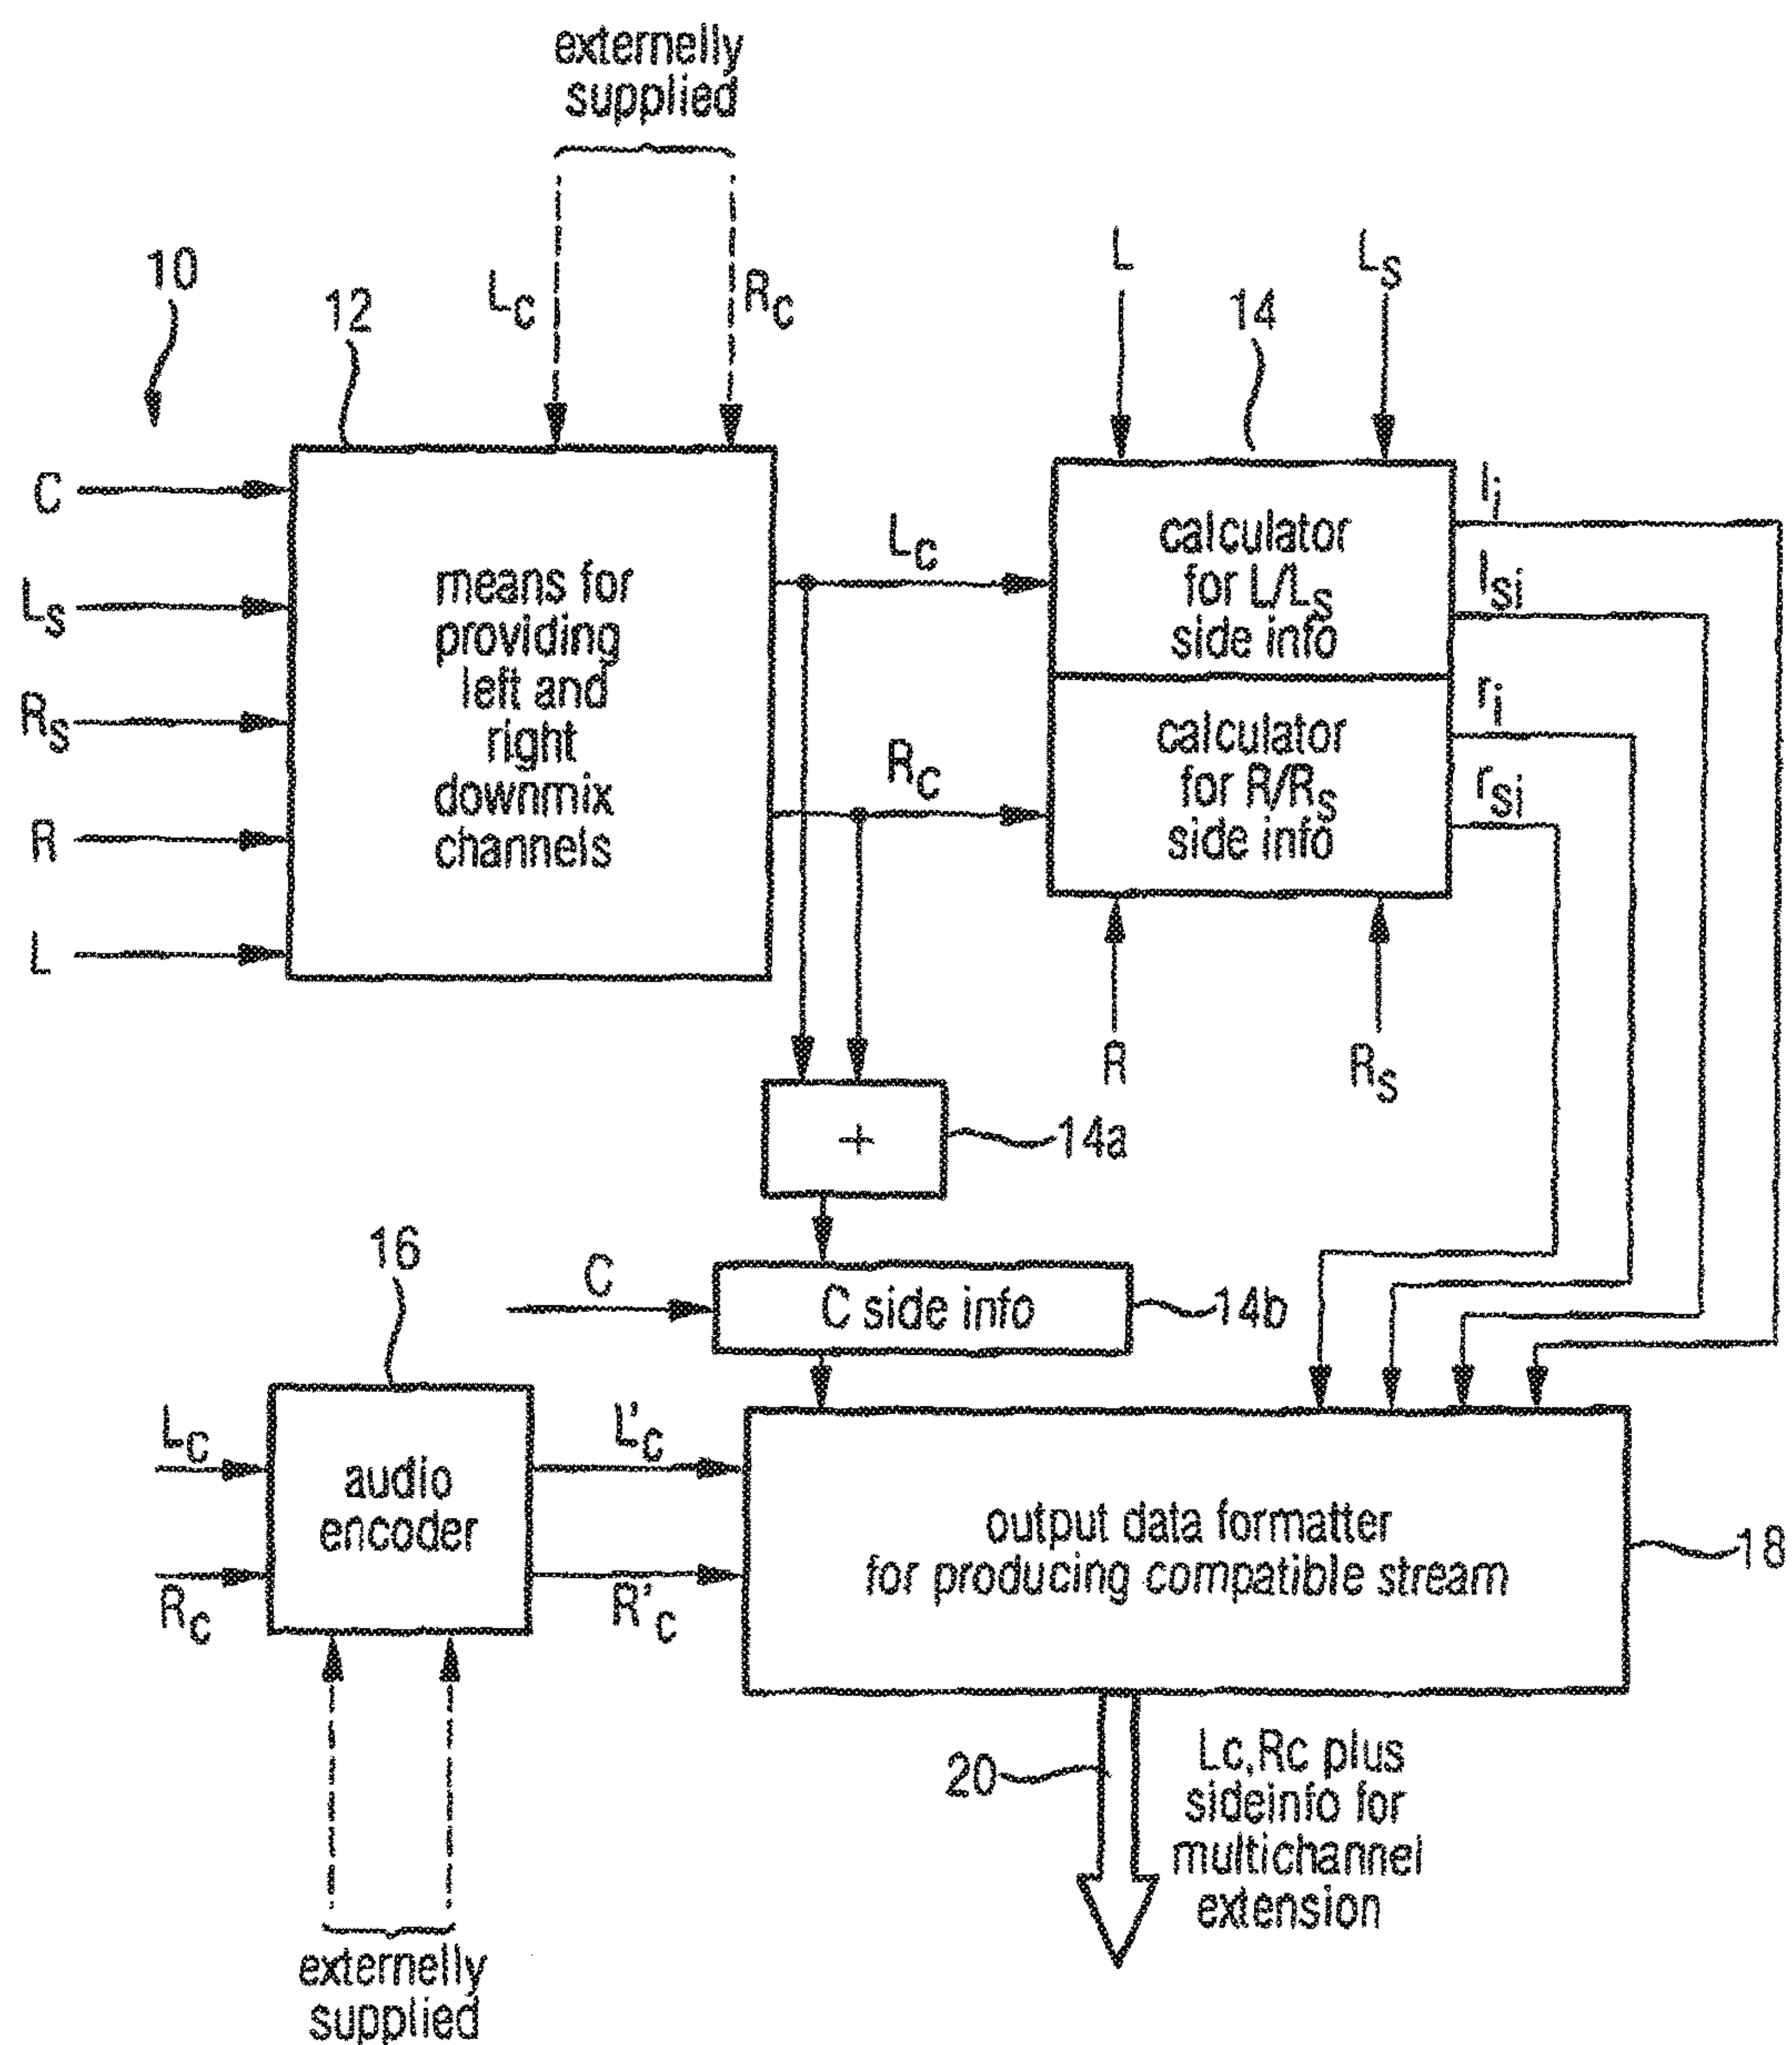 externelly
supplied
10
12
Lc
Rc
L
14
Ls
C
Ls
Rs
R
L
means for
providing
left and
right
downmix
channels
Lc
Rc
calculator
for L/Ls
side info
calculator
for R/Rs
side info
li
lsi
ri
rsi
R
Rs
+
14a
16
C
C side info
14b
Lc
Rc
audio
encoder
L'c
R'c
output data formatter
for producing compatible stream
18
20
Lc,Rc plus
sideinfo for
multichannel
extension
externelly
supplied